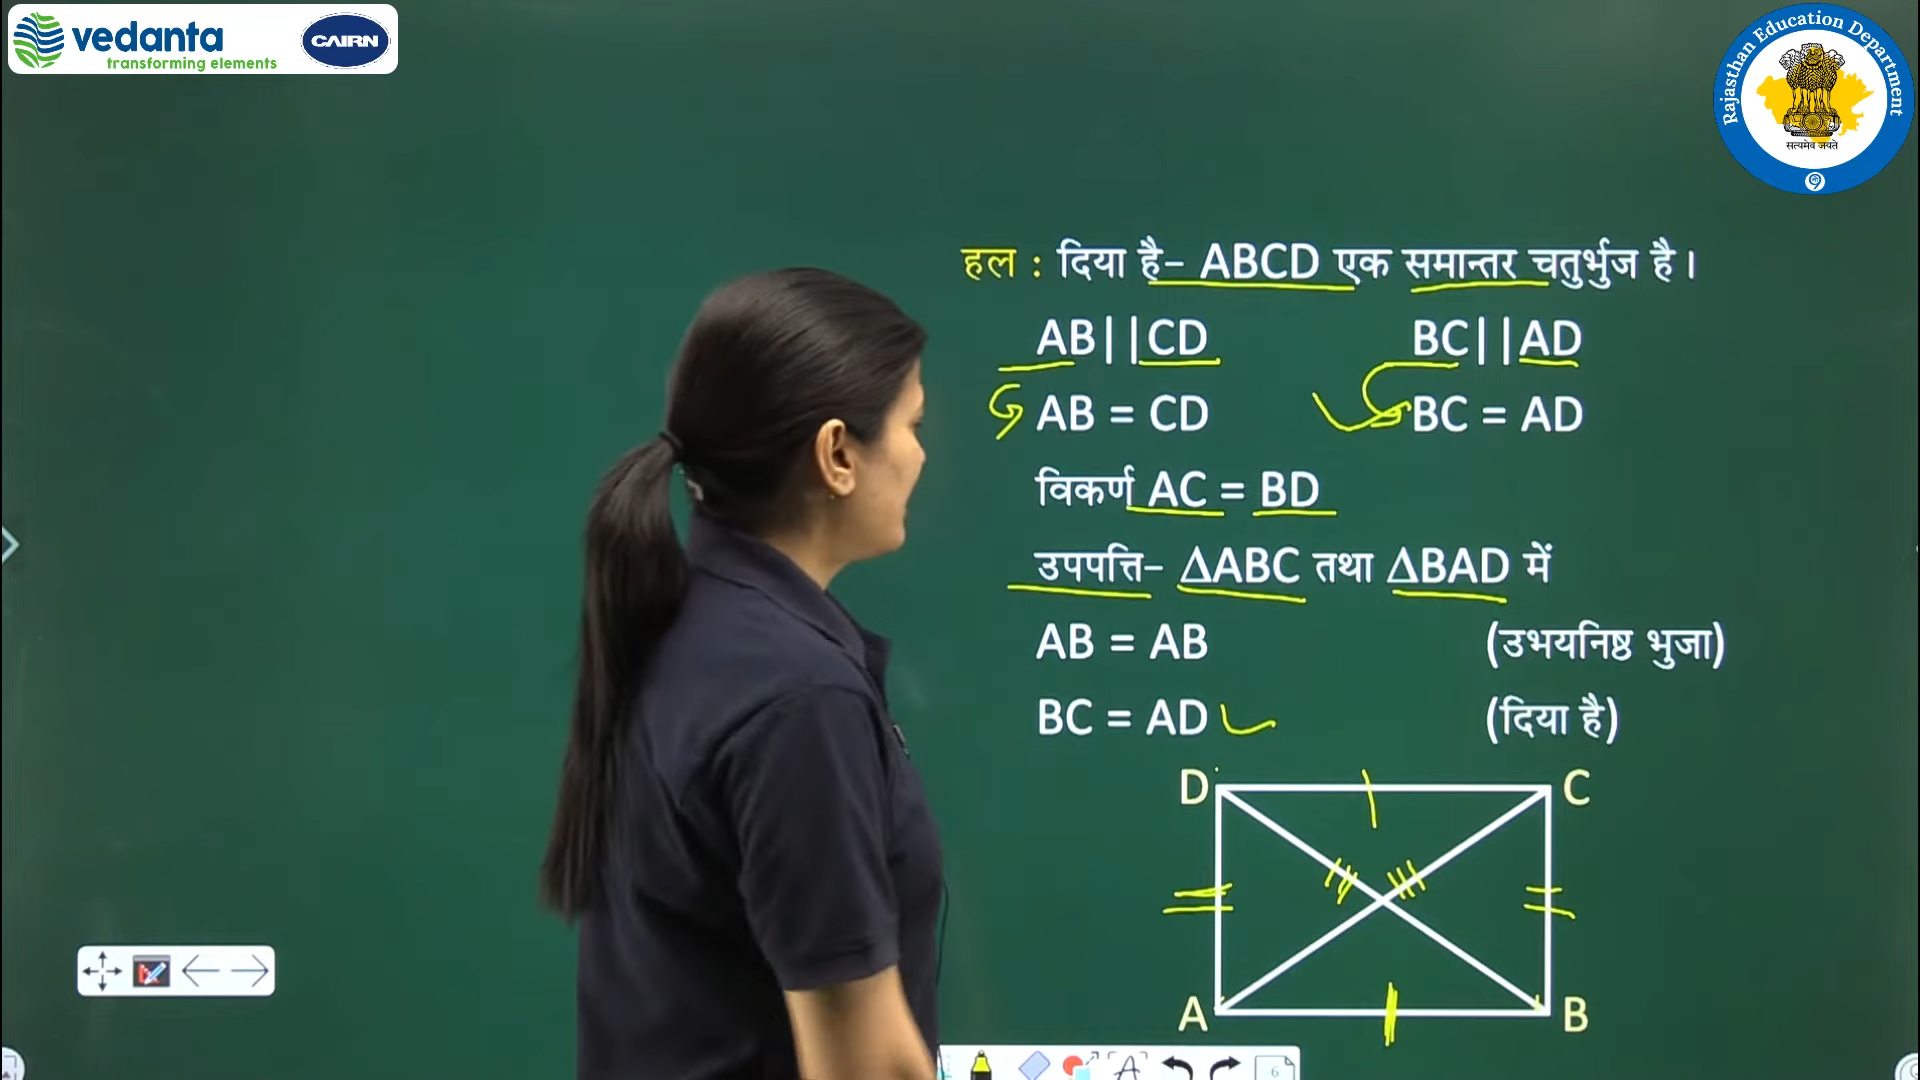 vedanta
transforming elements
CAIRN
Rajasthan Education Department
सत्यमेव जयते
हल : दिया है- ABCD एक समान्तर चतुर्भुज है।
AB||CD BC||AD
AB = CD BC = AD
विकर्ण AC = BD
उपपत्ति- ΔABC तथा ΔBAD में
AB = AB (उभयनिष्ठ भुजा)
BC = AD (दिया है)
D C
A B
6